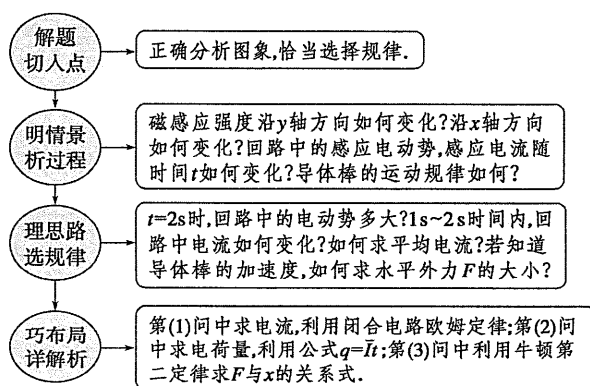 解题
切入点
正确分析图象,恰当选择规律.
明情景
析过程
磁感应强度沿y轴方向如何变化?沿x轴方向
如何变化?回路中的感应电动势,感应电流随
时间t如何变化?导体棒的运动规律如何?
理思路
选规律
t=2s时,回路中的电动势多大?1s~2s时间内,回
路中电流如何变化?如何求平均电流?若知道
导体棒的加速度,如何求水平外力F的大小?
巧布局
详解析
第(1)问中求电流,利用闭合电路欧姆定律;第(2)问
中求电荷量,利用公式q=I̅t;第(3)问中利用牛顿第
二定律求F与x的关系式.